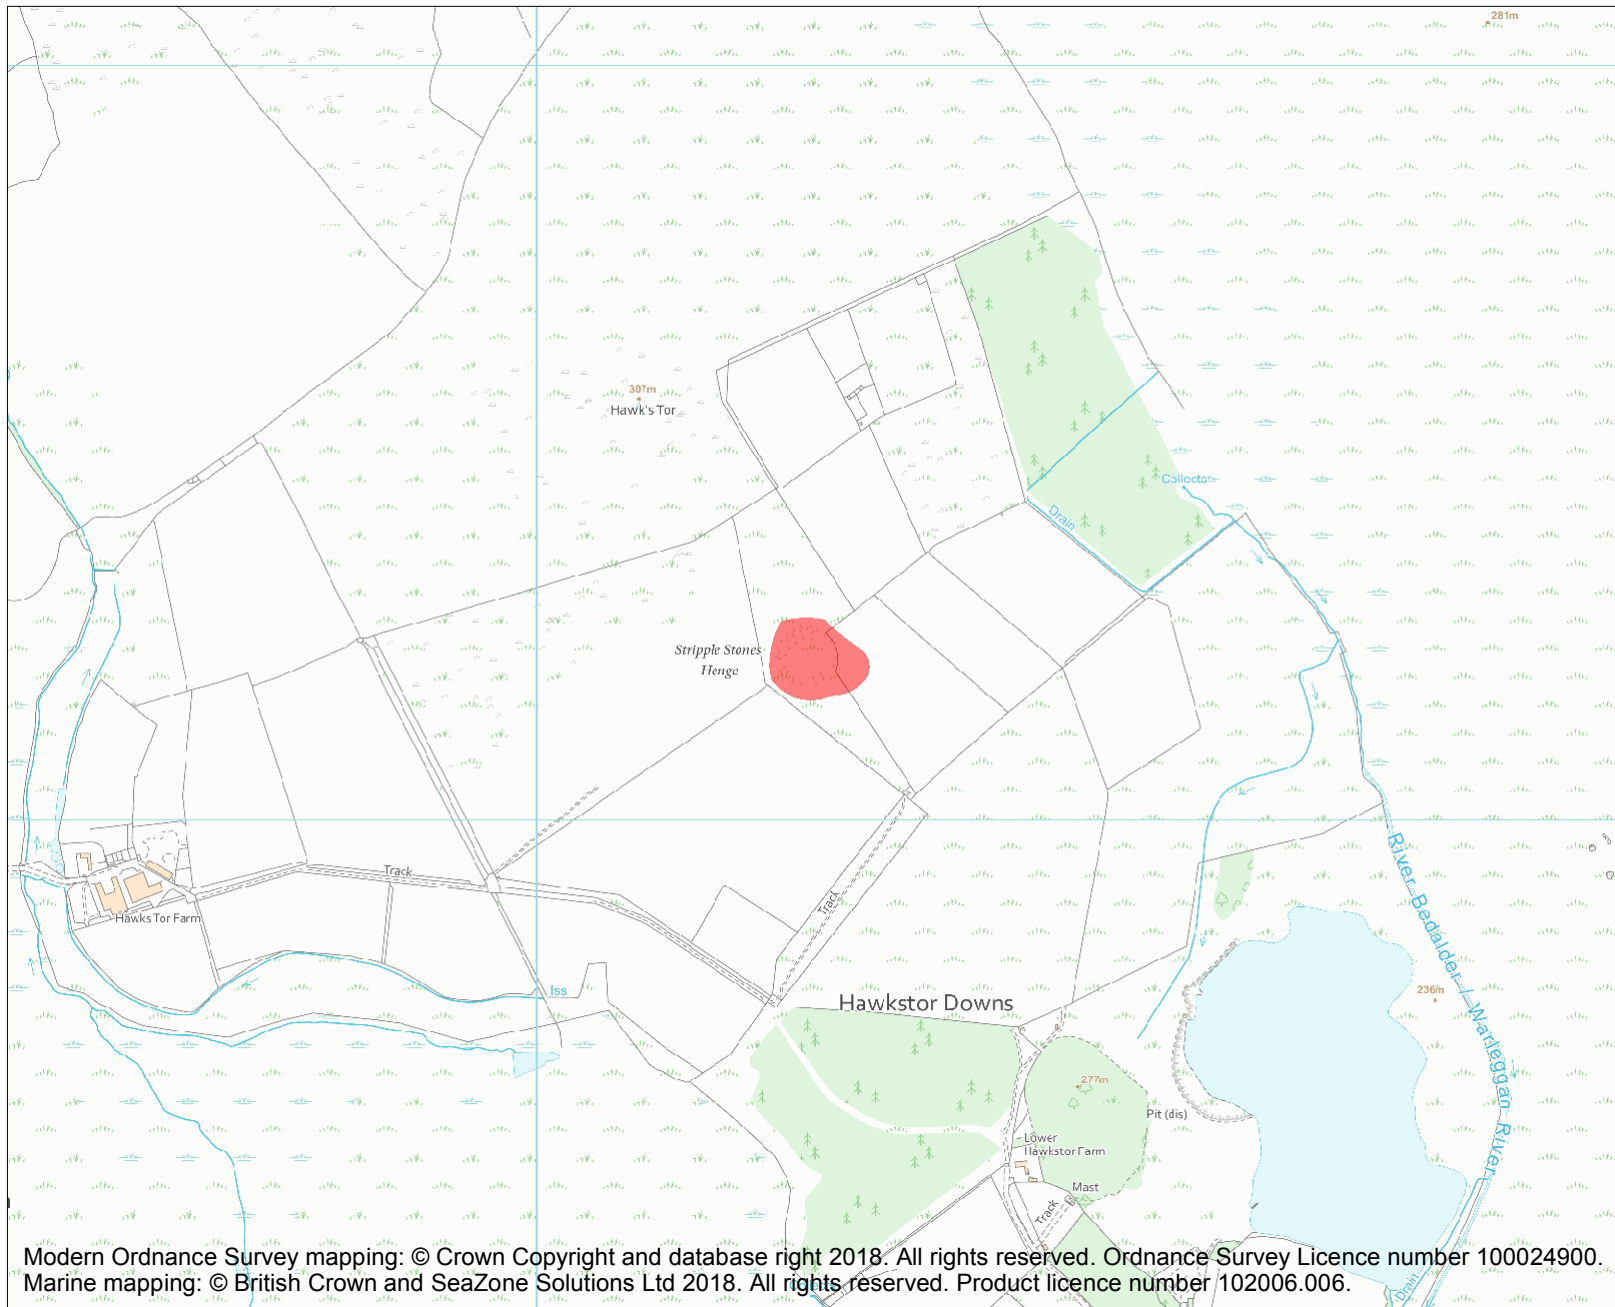 281m
307m
Hawk's Tor
Collects
Drain
Stripple Stones
Henge
Track
Hawks Tor Farm
Track
River Bedalder / Warleggan River
Iss
Hawkstor Downs
236m
277m
Pit (dis)
Lower
Hawkstor Farm
Mast
Track
Modern Ordnance Survey mapping: © Crown Copyright and database right 2018. All rights reserved. Ordnance Survey Licence number 100024900.
Marine mapping: © British Crown and SeaZone Solutions Ltd 2018. All rights reserved. Product licence number 102006.006.
Drain